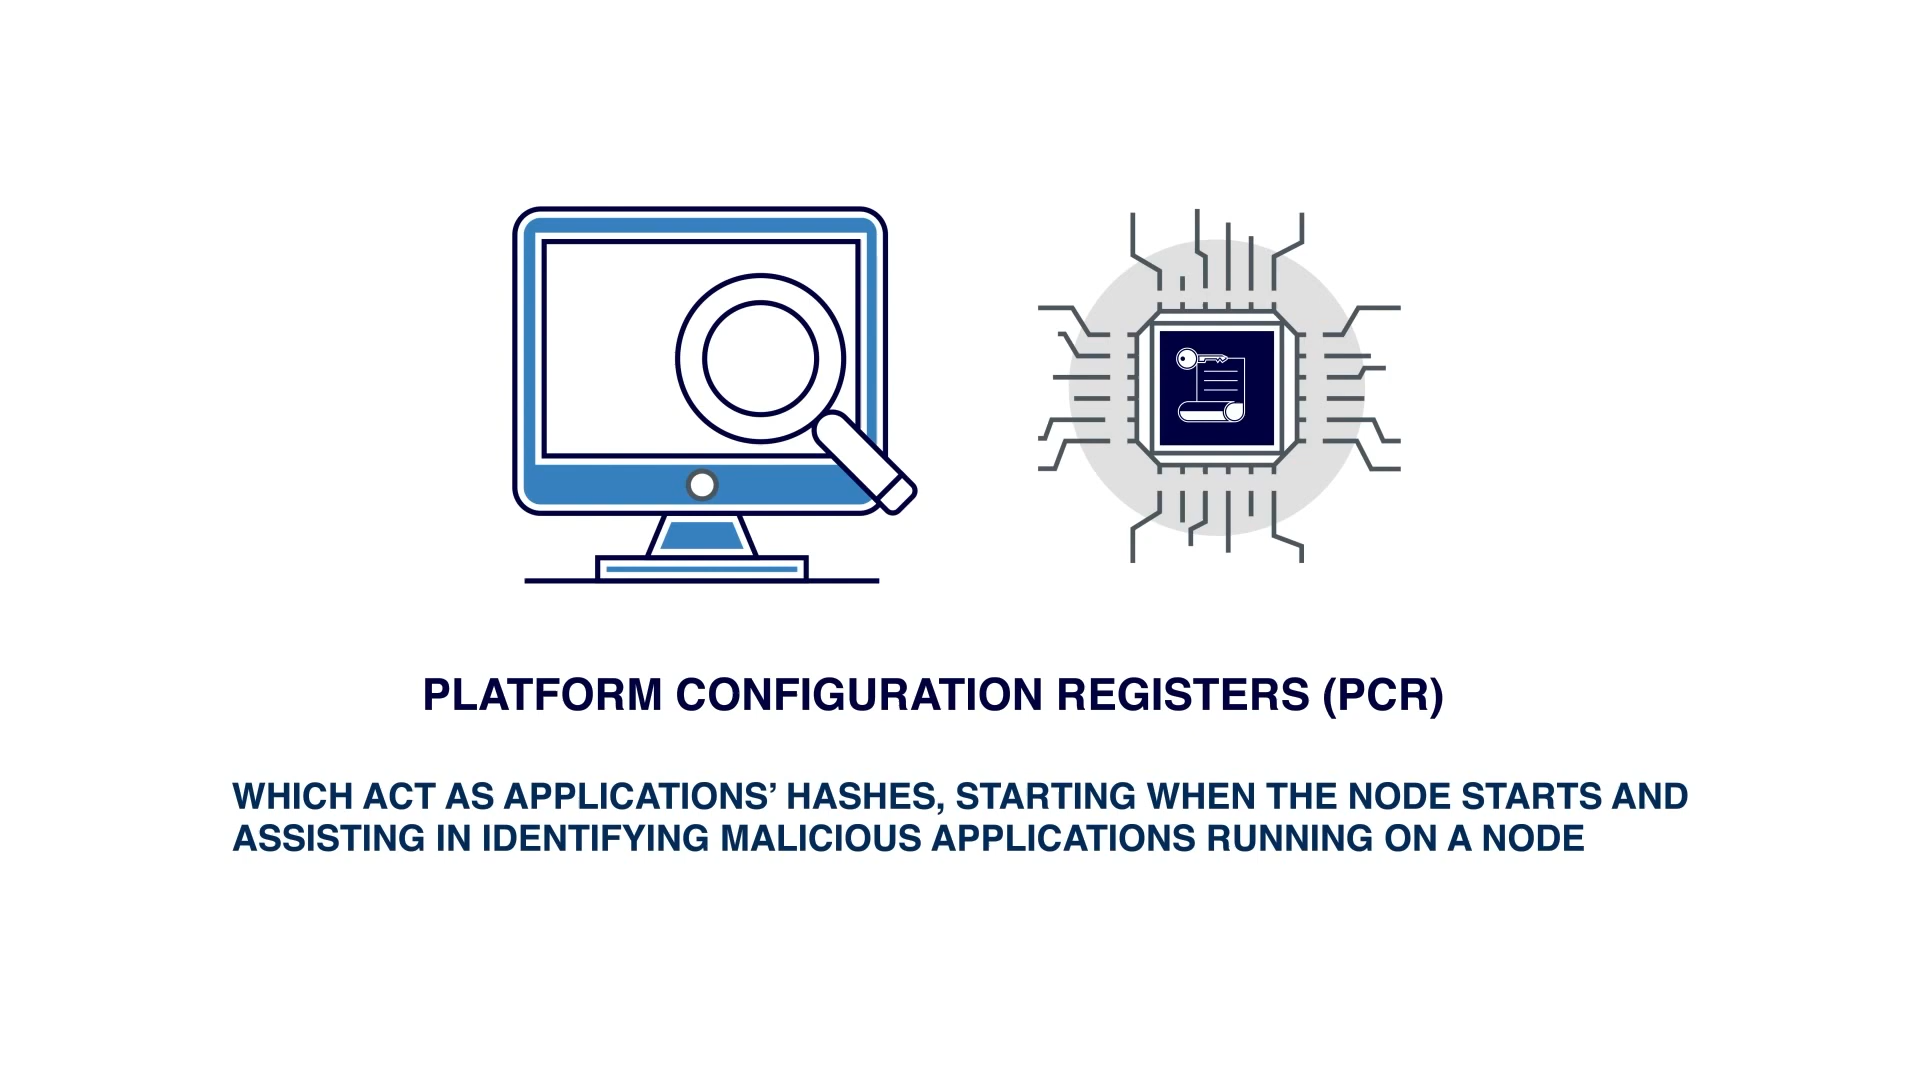 PLATFORM CONFIGURATION REGISTERS (PCR)
WHICH ACT AS APPLICATIONS’ HASHES, STARTING WHEN THE NODE STARTS AND
ASSISTING IN IDENTIFYING MALICIOUS APPLICATIONS RUNNING ON A NODE